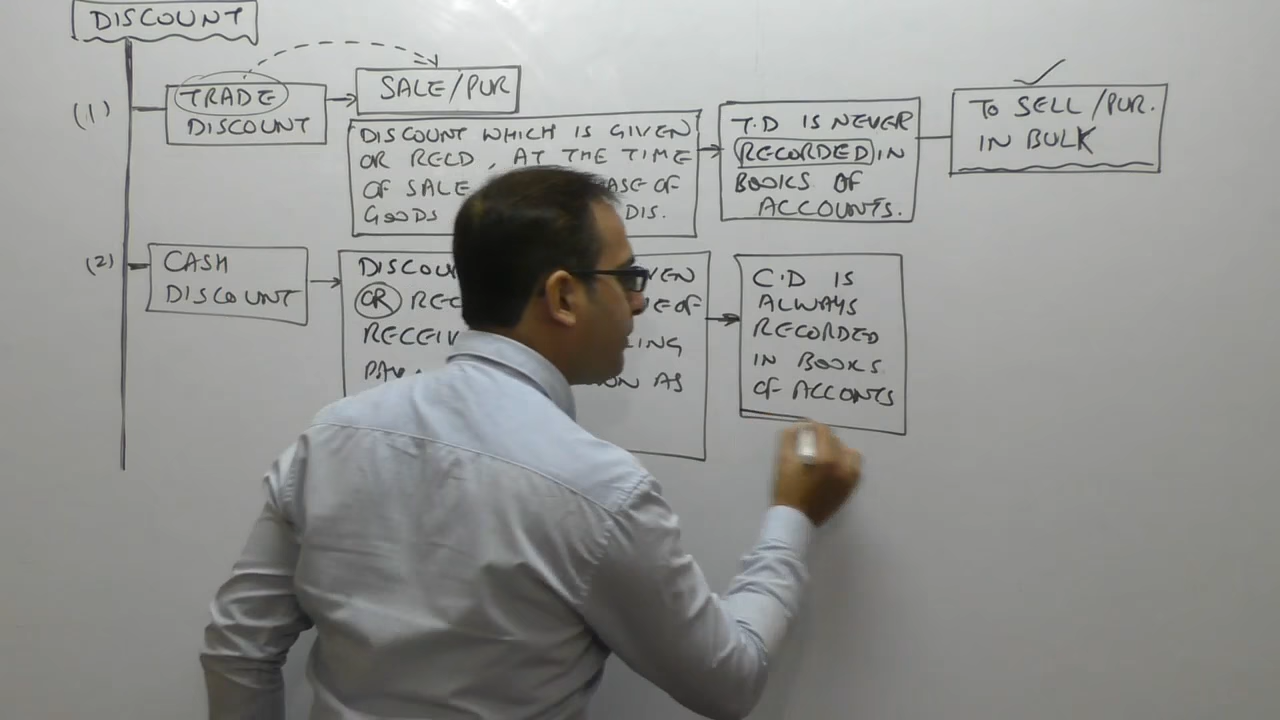 DISCOUNT
(1)
TRADE
DISCOUNT
SALE/PUR
DISCOUNT WHICH IS GIVEN
OR RECD, AT THE TIME
OF SALE ASE OF
GOODS DIS.
T.D IS NEVER
RECORDED IN
BOOKS OF
ACCOUNTS.
TO SELL/PUR.
IN BULK
(2)
CASH
DISCOUNT
DISCOU VEN
OR REC E OF
RECEIV ING
PAY ON AS
C.D IS
ALWAYS
RECORDED
IN BOOKS
OF ACCONTS